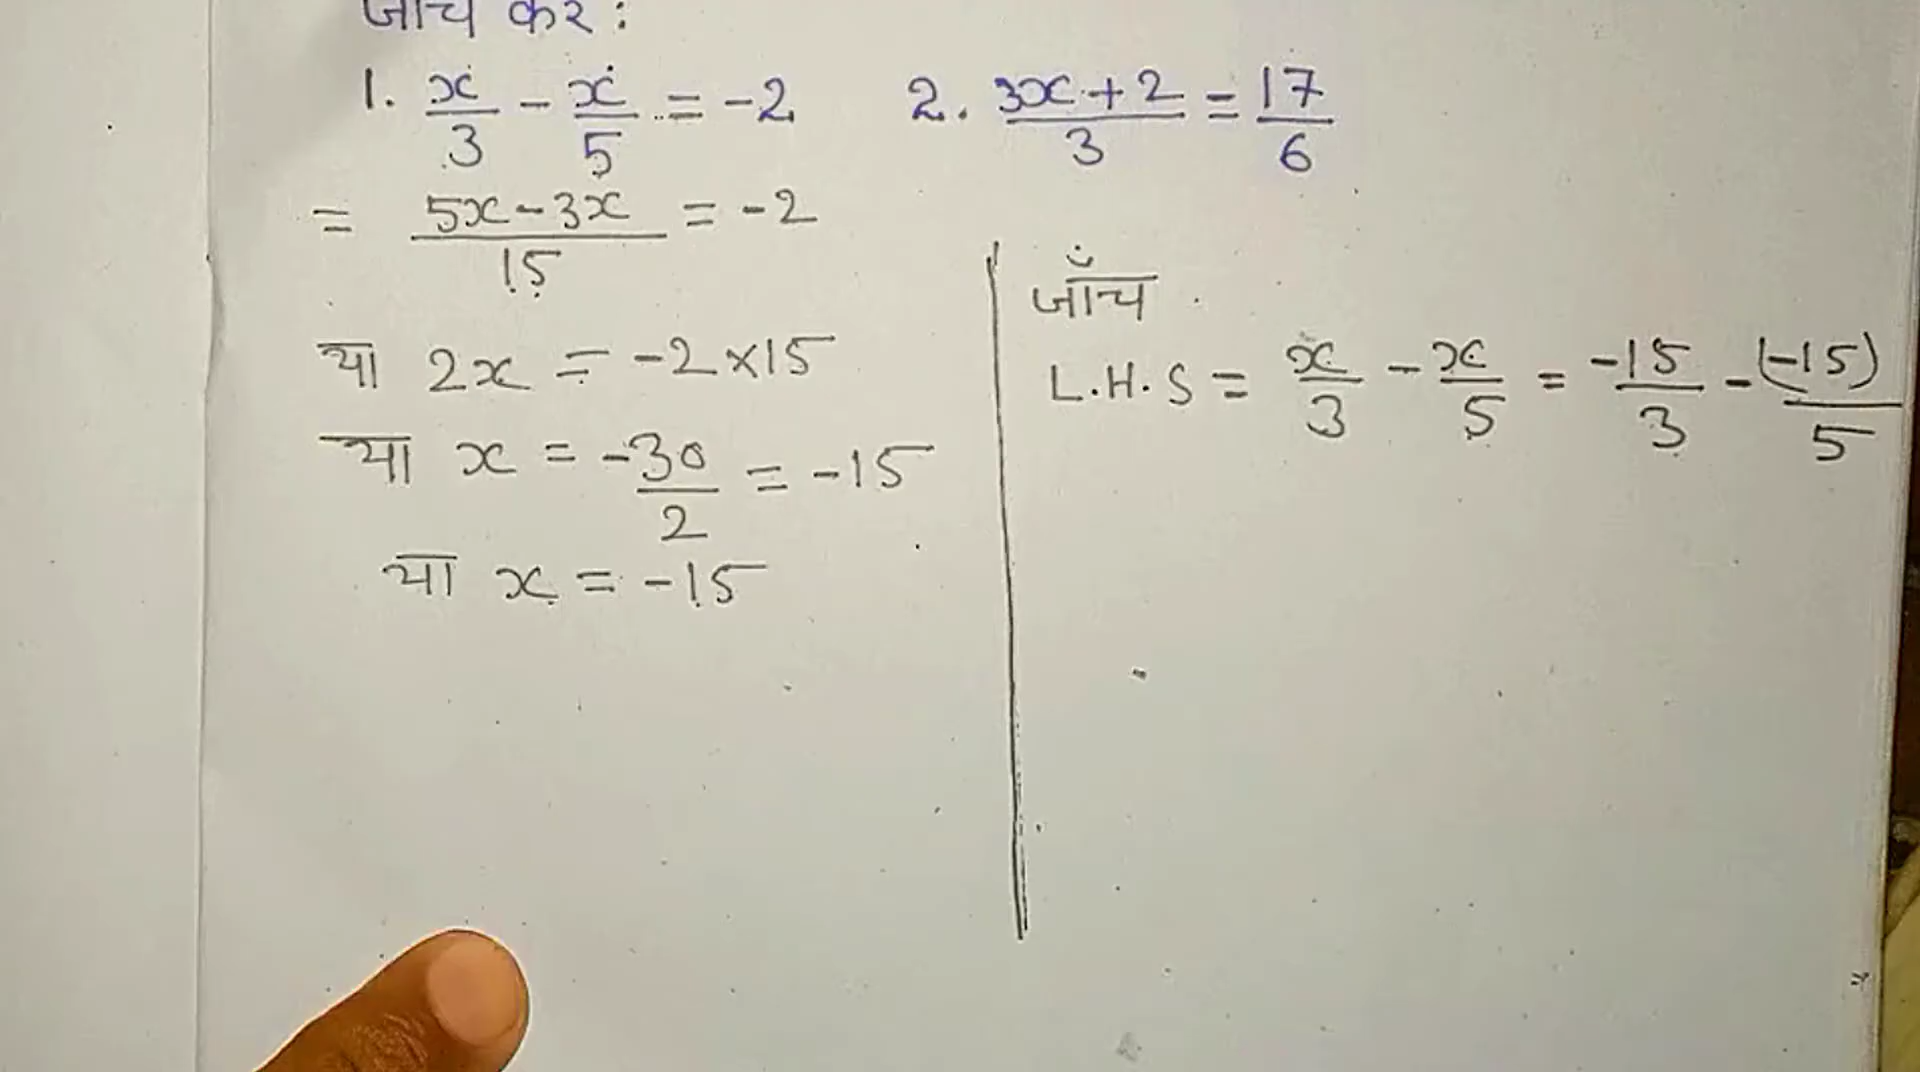 जाँच करें :
1. x/3 - x/5 = -2
2. 3x+2/3 = 17/6
= 5x-3x/15 = -2
या 2x = -2×15
या x = -30/2 = -15
या x = -15
जाँच
L.H.S = x/3 - x/5 = -15/3 - (-15)/5